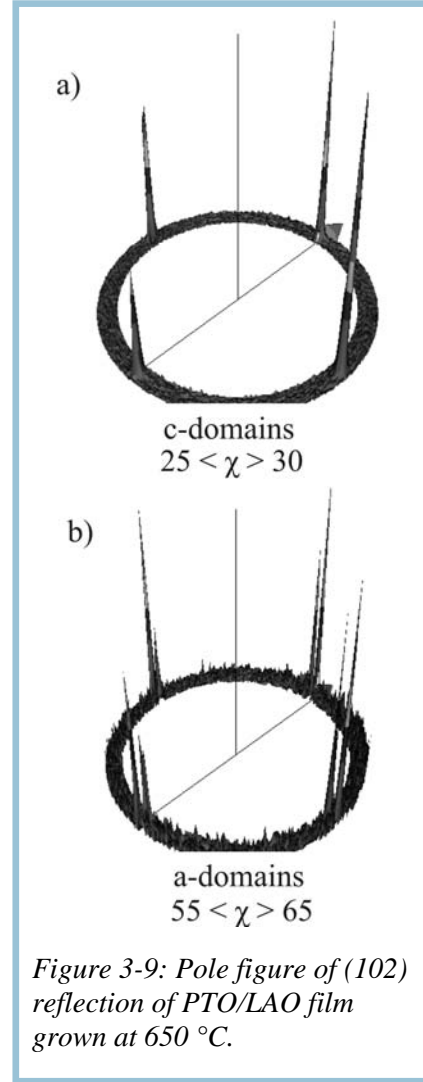 a)
c-domains
25 < χ > 30
b)
a-domains
55 < χ > 65
Figure 3-9: Pole figure of (102)
reflection of PTO/LAO film
grown at 650 °C.